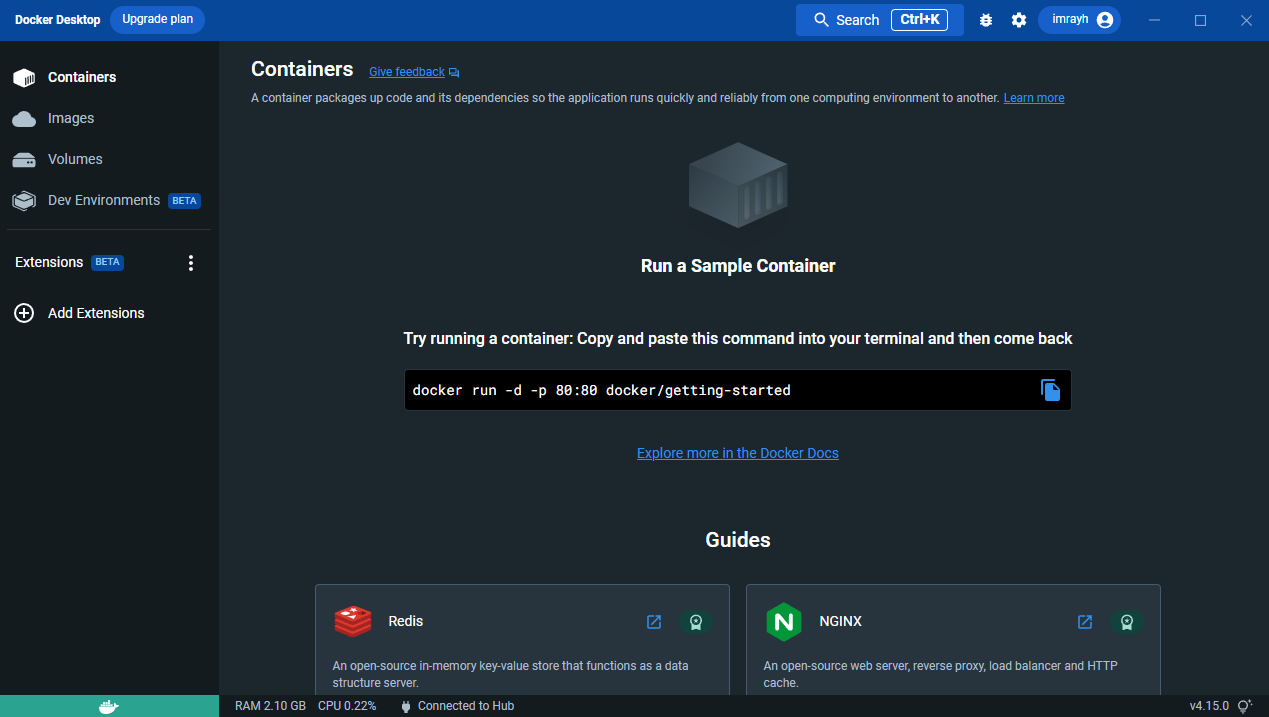 Docker Desktop Upgrade plan Search Ctrl+K imrayh
Containers
Images
Volumes
Dev Environments BETA
Extensions BETA
Add Extensions
Containers Give feedback
A container packages up code and its dependencies so the application runs quickly and reliably from one computing environment to another. Learn more
Run a Sample Container
Try running a container: Copy and paste this command into your terminal and then come back
docker run -d -p 80:80 docker/getting-started
Explore more in the Docker Docs
Guides
Redis
An open-source in-memory key-value store that functions as a data
structure server.
NGINX
An open-source web server, reverse proxy, load balancer and HTTP
cache.
RAM 2.10 GB CPU 0.22% Connected to Hub v4.15.0